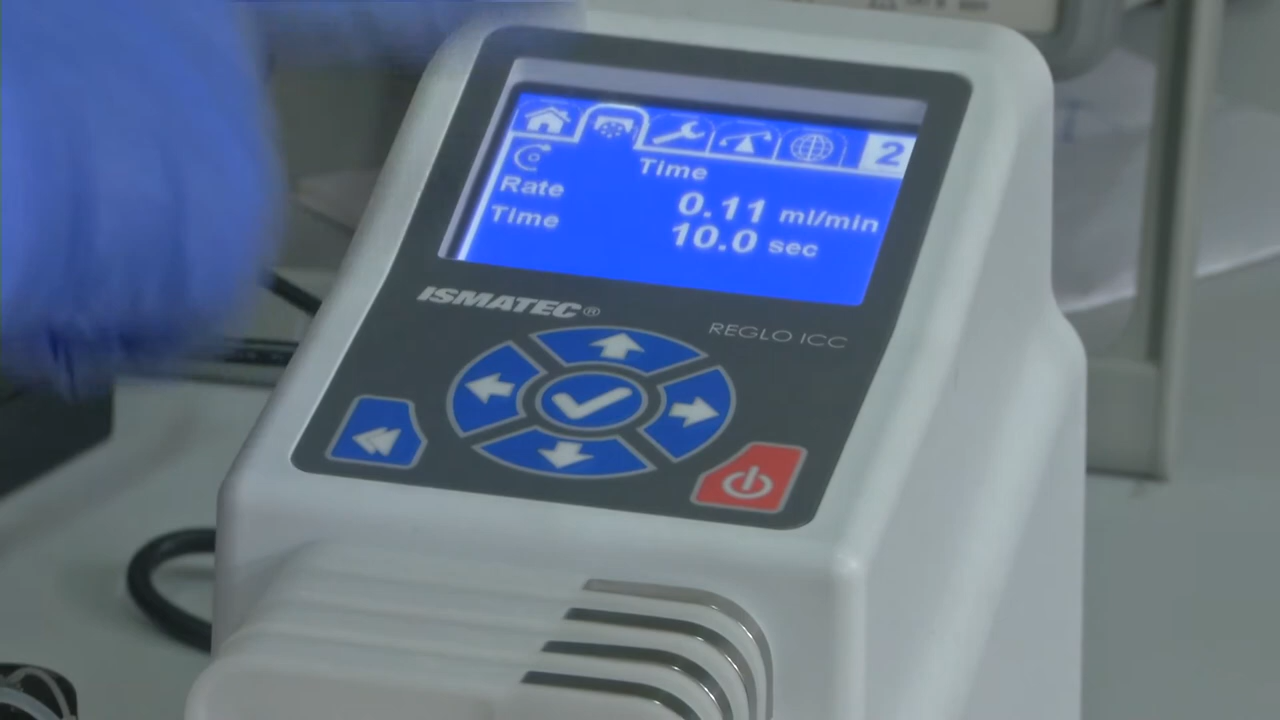 2
Time
Rate 0.11 ml/min
Time 10.0 sec
ISMATEC®
REGLO ICC